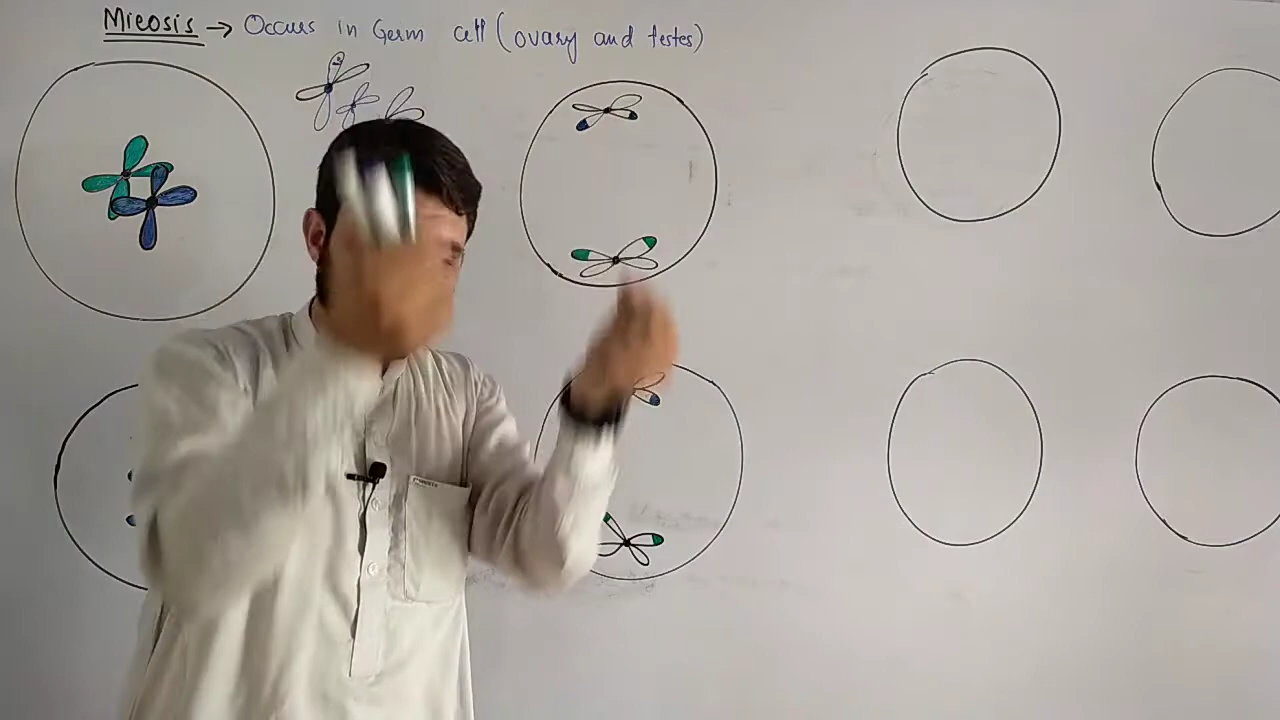 Mieosis → Occurs in Germ cell (ovary and testes)